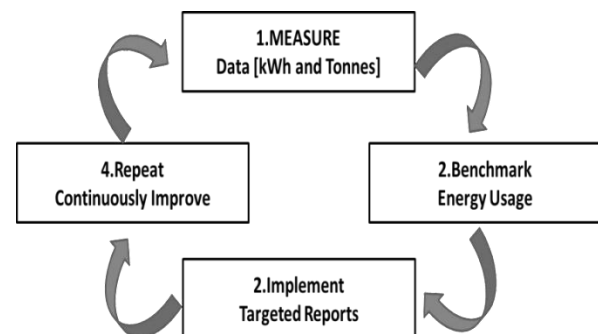 1.MEASURE
Data [kWh and Tonnes]
2.Benchmark
Energy Usage
2.Implement
Targeted Reports
4.Repeat
Continuously Improve